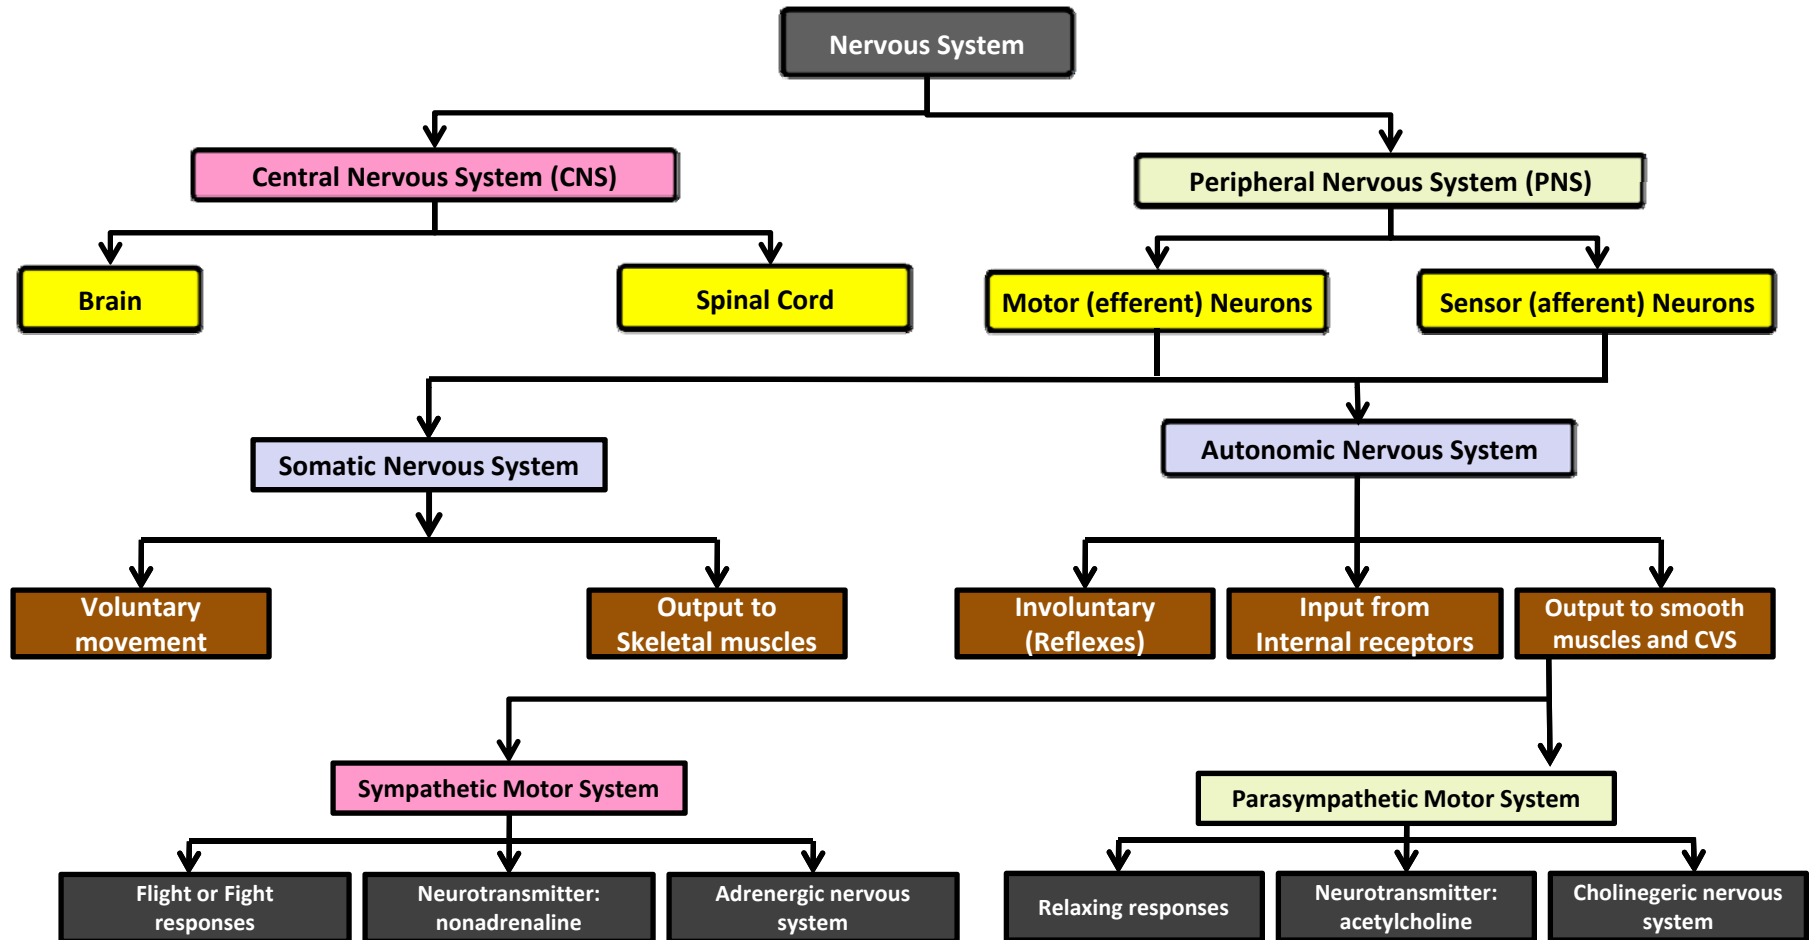 Nervous System
Central Nervous System (CNS)
Peripheral Nervous System (PNS)
Brain
Spinal Cord
Motor (efferent) Neurons
Sensor (afferent) Neurons
Somatic Nervous System
Autonomic Nervous System
Voluntary
movement
Output to
Skeletal muscles
Involuntary
(Reflexes)
Input from
Internal receptors
Output to smooth
muscles and CVS
Sympathetic Motor System
Parasympathetic Motor System
Flight or Fight
responses
Neurotransmitter:
nonadrenaline
Adrenergic nervous
system
Relaxing responses
Neurotransmitter:
acetylcholine
Cholinegeric nervous
system